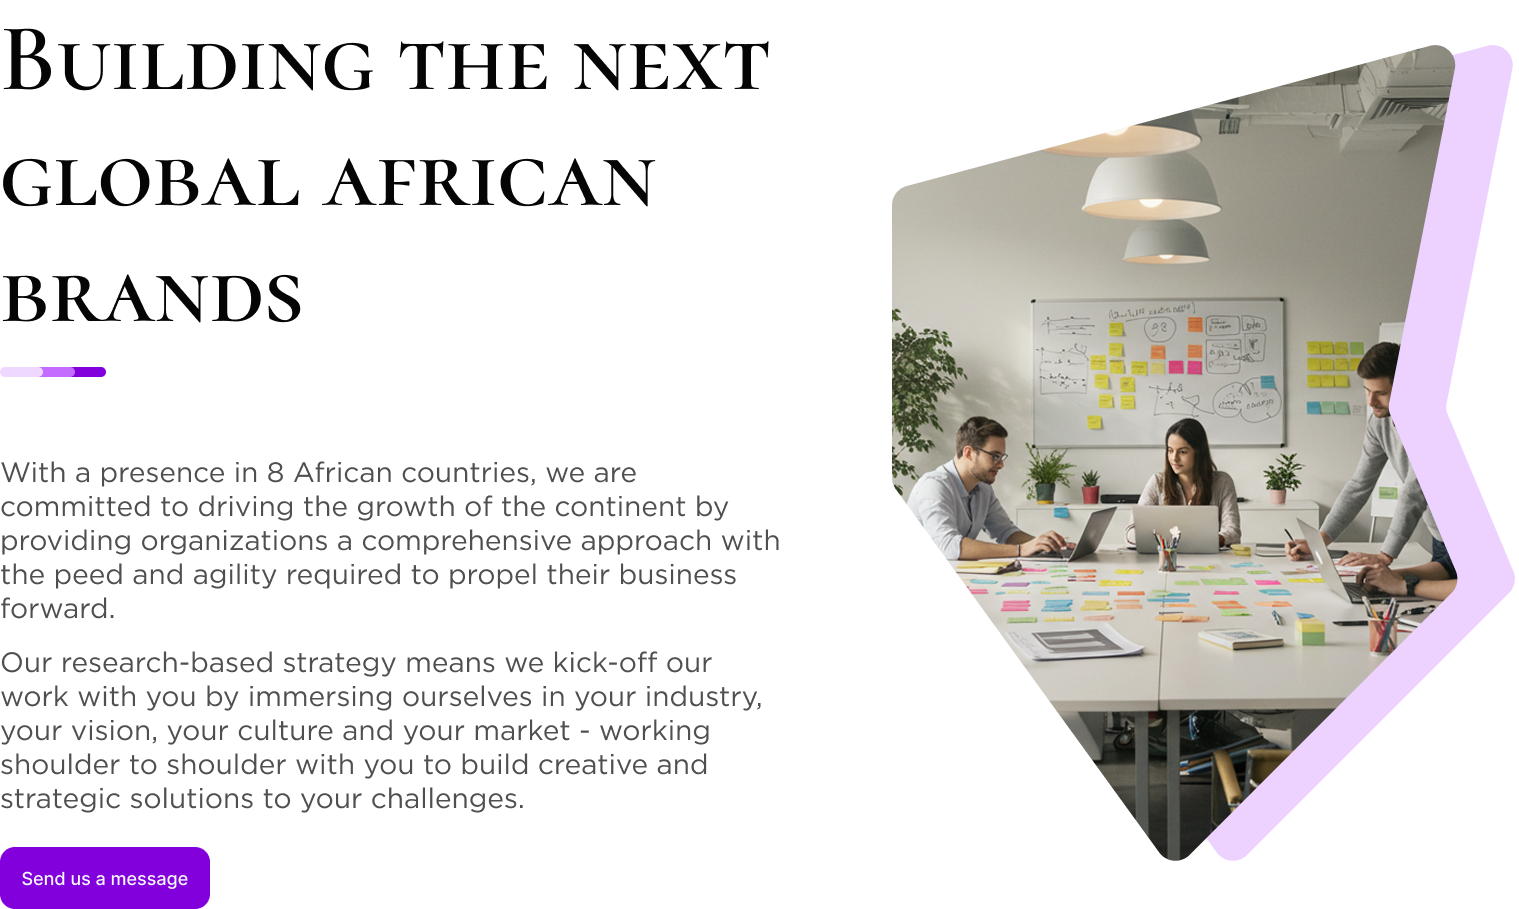 Building the next
global african
brands
With a presence in 8 African countries, we are
committed to driving the growth of the continent by
providing organizations a comprehensive approach with
the peed and agility required to propel their business
forward.
Our research-based strategy means we kick-off our
work with you by immersing ourselves in your industry,
your vision, your culture and your market - working
shoulder to shoulder with you to build creative and
strategic solutions to your challenges.
Send us a message